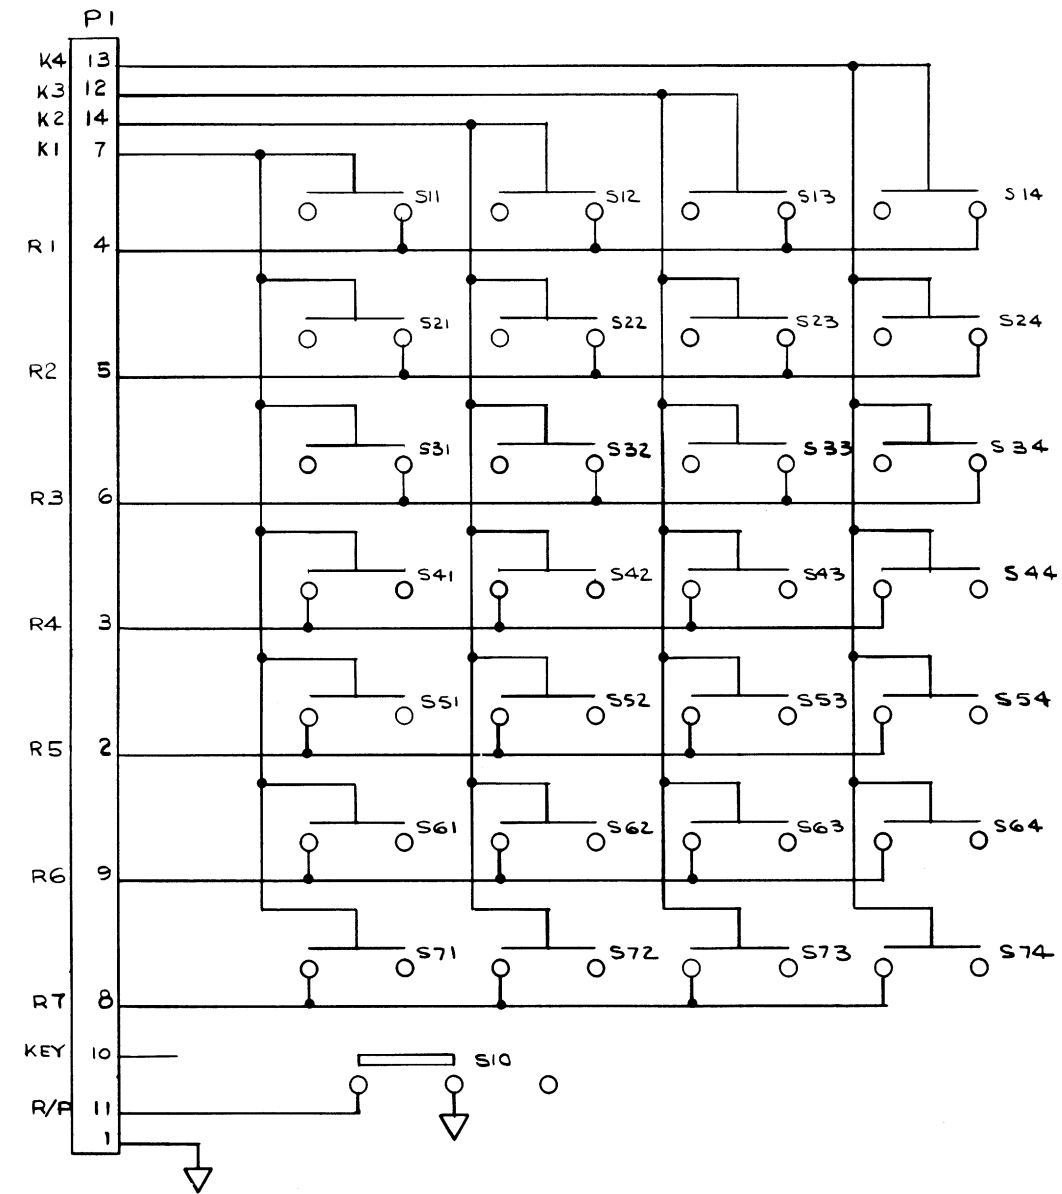 P1
K4 13
K3 12
K2 14
K1 7
S11 S12 S13 S14
R1 4
S21 S22 S23 S24
R2 5
S31 S32 S33 S34
R3 6
S41 S42 S43 S44
R4 3
S51 S52 S53 S54
R5 2
S61 S62 S63 S64
R6 9
S71 S72 S73 S74
R7 8
KEY 10 S10
R/P 11
1